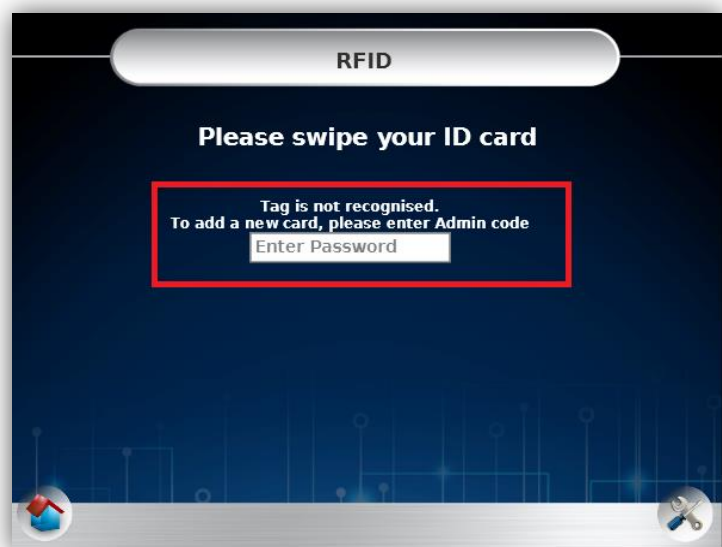 RFID
Please swipe your ID card
Tag is not recognised.
To add a new card, please enter Admin code
Enter Password